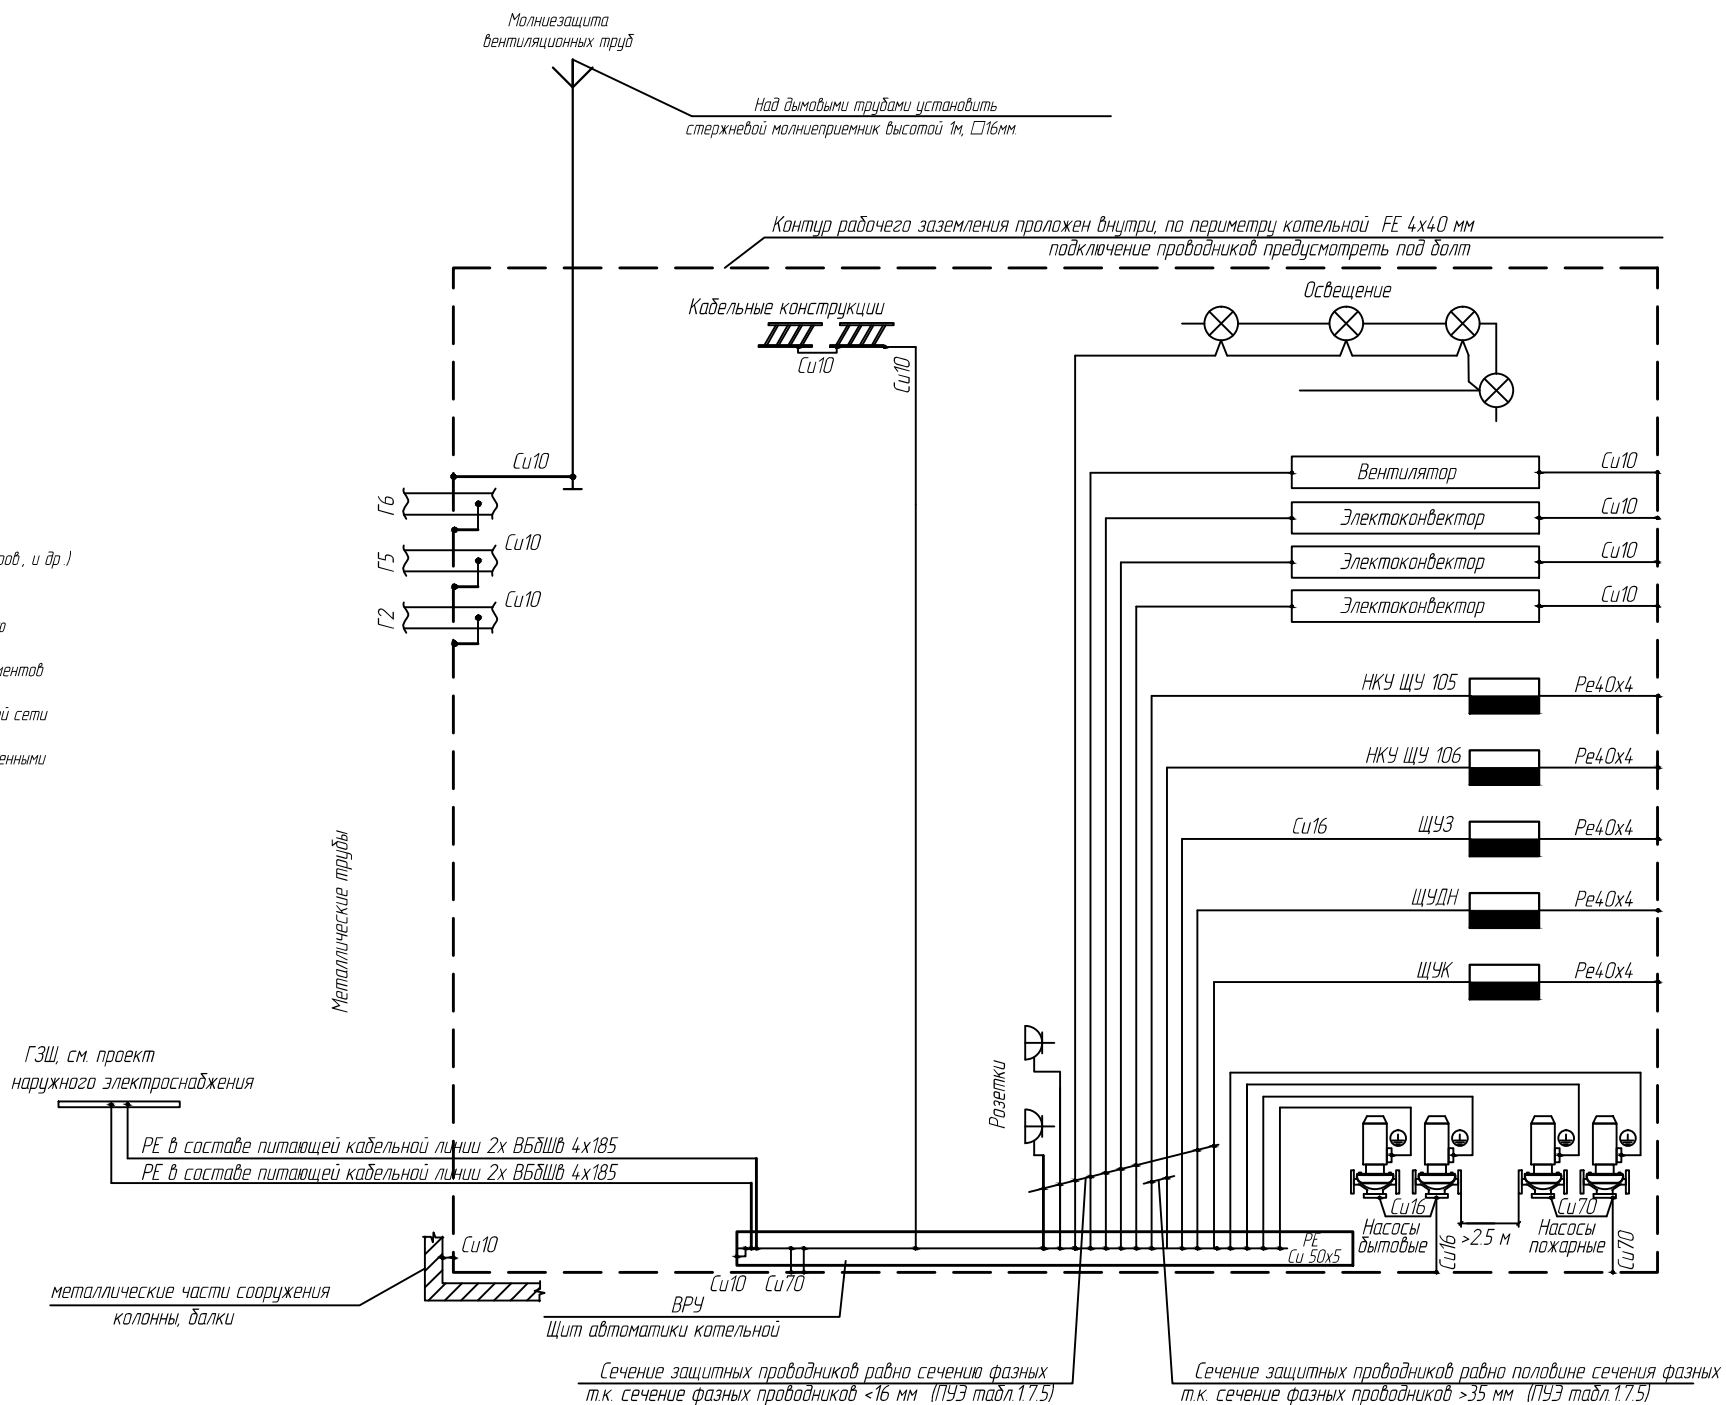 Молниезащита
вентиляционных труб
Над дымовыми трубами установить
стержневой молниеприемник высотой 1м, □16мм.
Контур рабочего заземления проложен внутри, по периметру котельной FE 4х40 мм
подключение проводников предусмотреть под болт
Кабельные конструкции
Cu10
Cu10
Освещение
Cu10
Г6
Г5
Cu10
Г2
Cu10
Вентилятор
Cu10
Электоконвектор
Cu10
Электоконвектор
Cu10
Электоконвектор
Cu10
и др.)
й сети
НКУ ЩУ 105
Pe40x4
НКУ ЩУ 106
Pe40x4
Cu16
ЩУЗ
Pe40x4
ЩУДН
Pe40x4
ЩУК
Pe40x4
Металлические трубы
ГЗШ, см. проект
наружного электроснабжения
РЕ в составе питающей кабельной линии 2х ВБбШв 4х185
РЕ в составе питающей кабельной линии 2х ВБбШв 4х185
Розетки
Cu16
Насосы
бытовые
Cu16
>2.5 м
Cu70
Насосы
пожарные
Cu70
PE
Cu 50x5
Cu10
металлические части сооружения
колонны, балки
Cu10
Cu70
ВРУ
Щит автоматики котельной
Сечение защитных проводников равно сечению фазных
т.к. сечение фазных проводников <16 мм (ПУЭ табл.1.7.5)
Сечение защитных проводников равно половине сечения фазных
т.к. сечение фазных проводников >35 мм (ПУЭ табл.1.7.5)